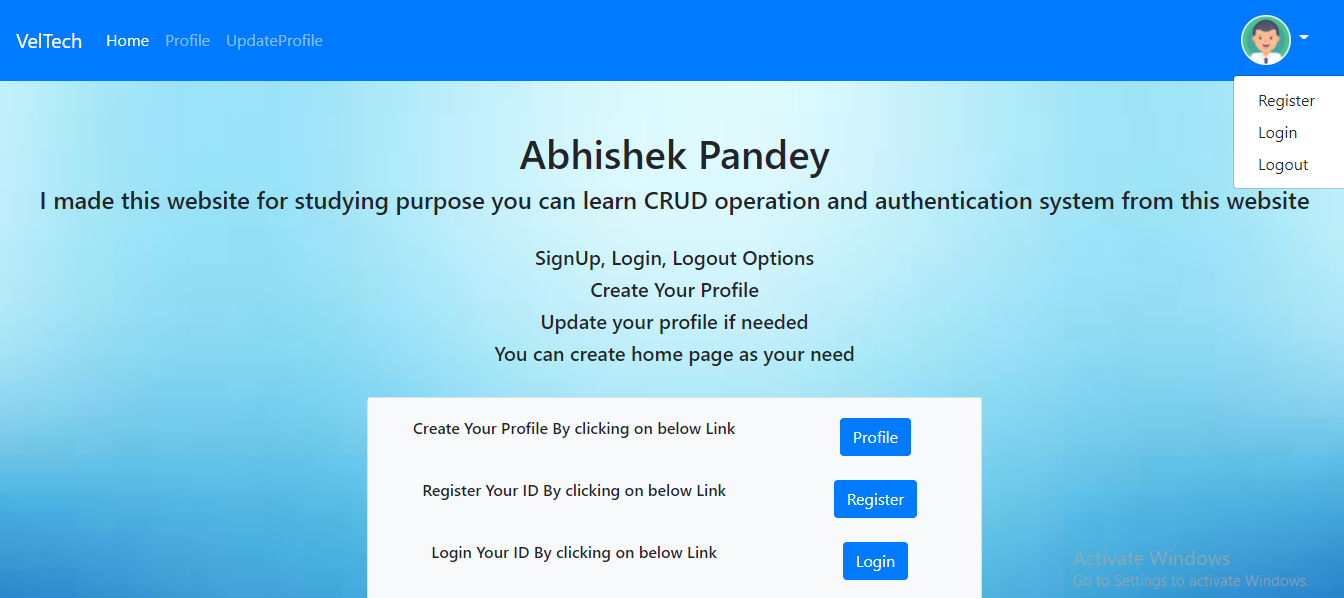 VelTech Home Profile UpdateProfile
Register
Login
Logout
Abhishek Pandey
I made this website for studying purpose you can learn CRUD operation and authentication system from this website
SignUp, Login, Logout Options
Create Your Profile
Update your profile if needed
You can create home page as your need
Create Your Profile By clicking on below Link Profile
Register Your ID By clicking on below Link Register
Login Your ID By clicking on below Link Login
Activate Windows
Go to Settings to activate Windows.